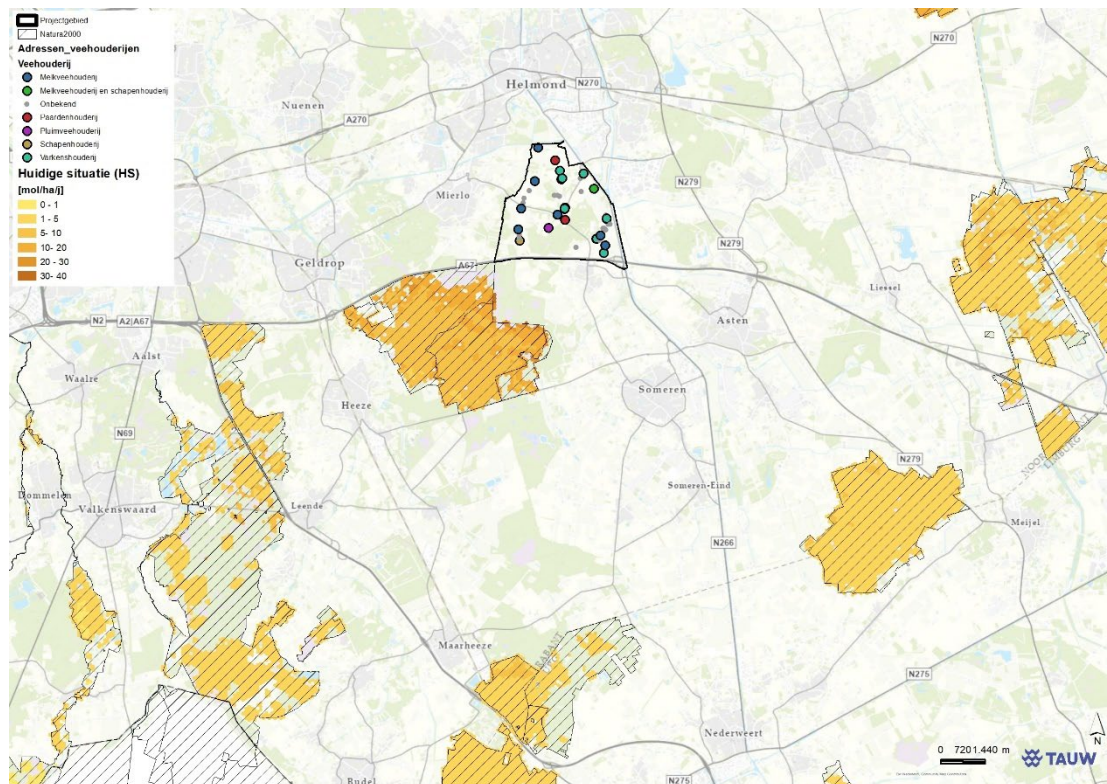 Projectgebied
Natura2000
Adressen_veehouderijen
Veehouderij
Melkveehouderij
Melkveehouderij en schapenhouderij
Onbekend
Paardenhouderij
Pluimveehouderij
Schapenhouderij
Varkenshouderij
Huidige situatie (HS)
[mol/ha/j]
0 - 1
1 - 5
5- 10
10- 20
20 - 30
30 - 40
N270
N270
Helmond
N270
Nuenen
A270
N279
Mierlo
N279
Geldrop
A67
Liessel
N2
A2|A67
Asten
Aalst
Waalre
Someren
Heeze
N69
N279
Someren-Eind
Dommelen
Leende
Valkenswaard
Meijel
N266
Maarheeze
N275
Nederweert
N275
Budel
0 7201.440 m
N
TAUW